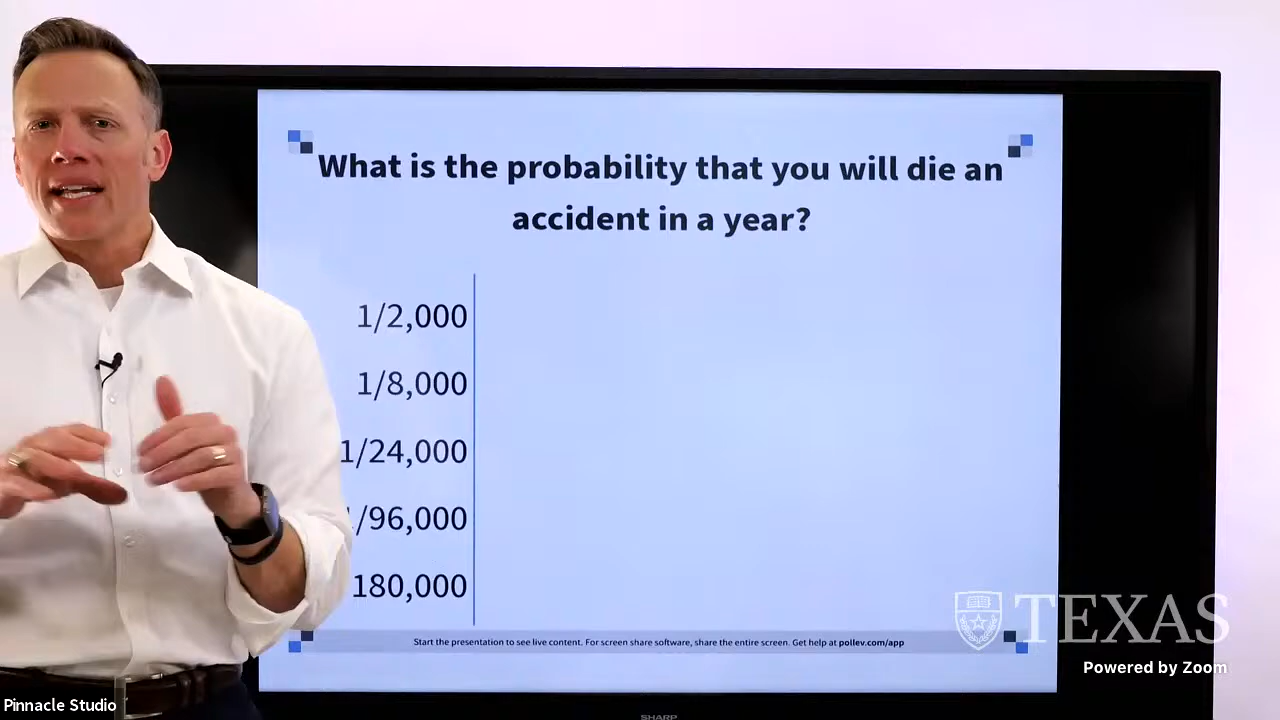 What is the probability that you will die an
accident in a year?
1/2,000
1/8,000
1/24,000
/96,000
180,000
Start the presentation to see live content. For screen share software, share the entire screen. Get help at pollev.com/app
TEXAS
Powered by Zoom
Pinnacle Studio
SHARP